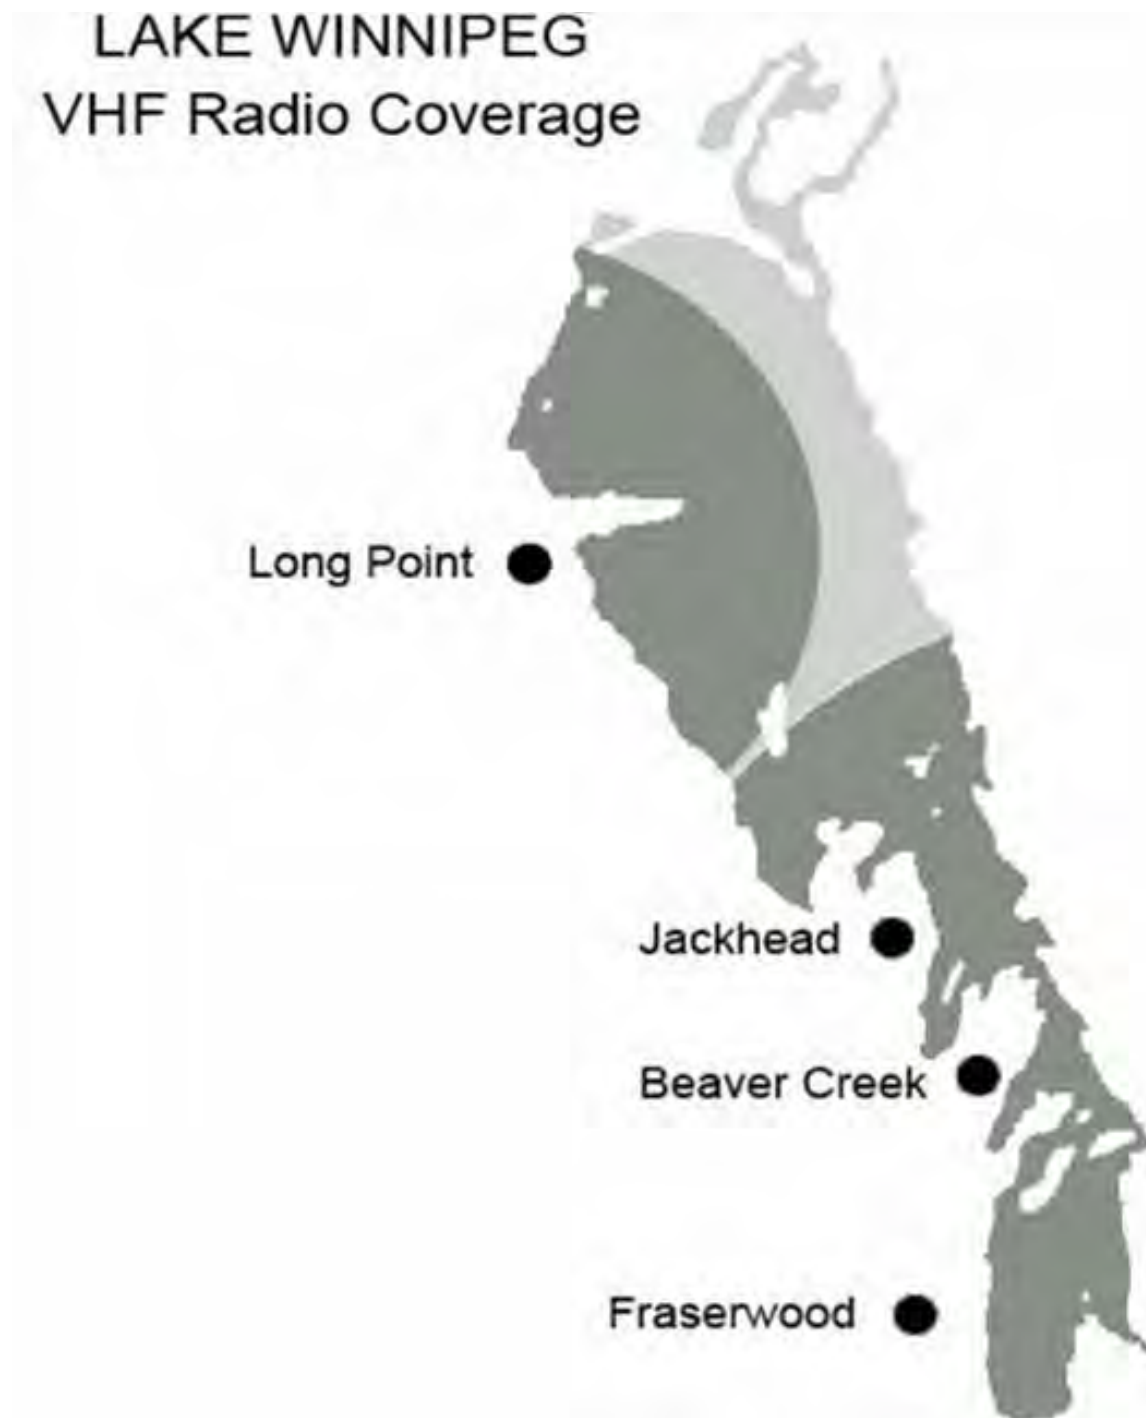 LAKE WINNIPEG
VHF Radio Coverage
Long Point
Jackhead
Beaver Creek
Fraserwood